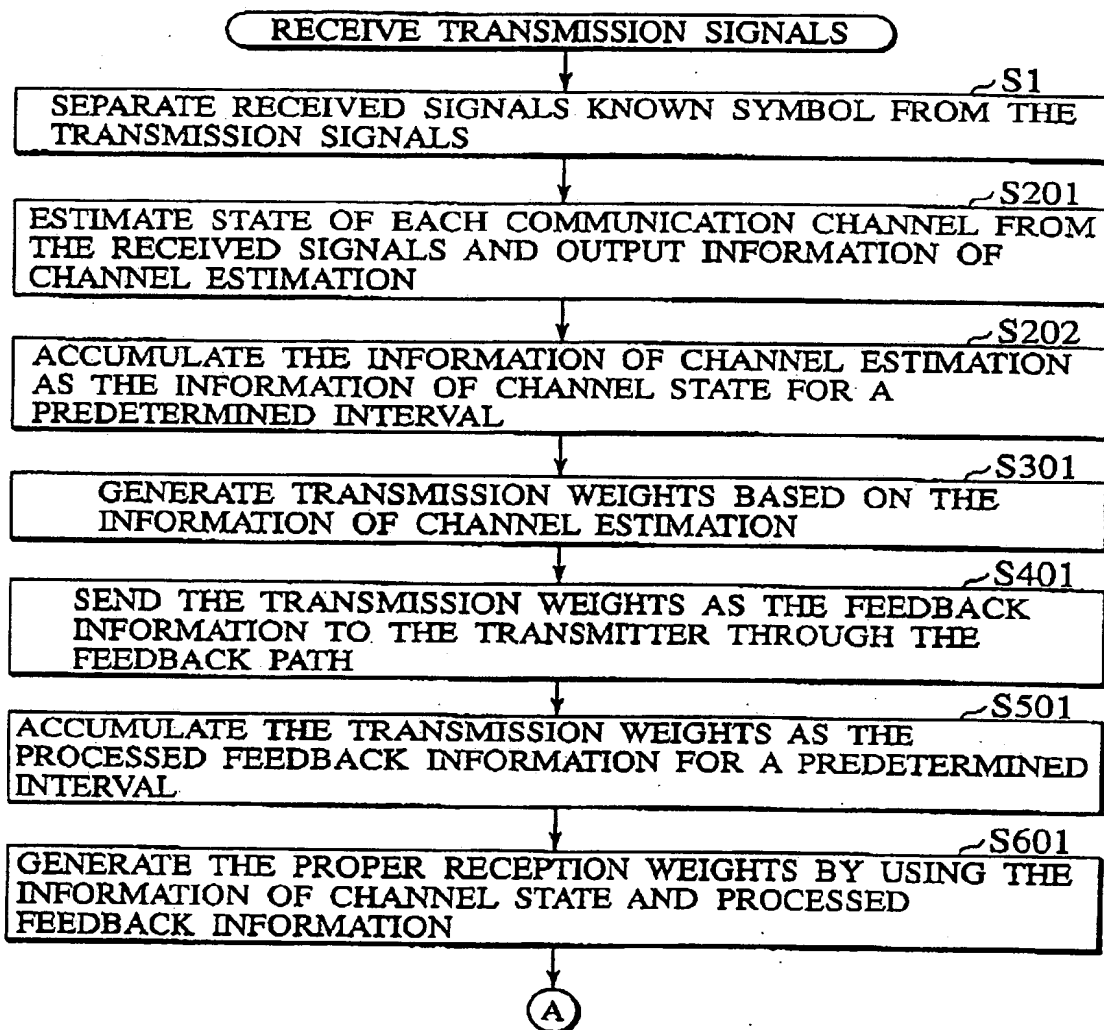 RECEIVE TRANSMISSION SIGNALS
S1
SEPARATE RECEIVED SIGNALS KNOWN SYMBOL FROM THE
TRANSMISSION SIGNALS
S201
ESTIMATE STATE OF EACH COMMUNICATION CHANNEL FROM
THE RECEIVED SIGNALS AND OUTPUT INFORMATION OF
CHANNEL ESTIMATION
S202
ACCUMULATE THE INFORMATION OF CHANNEL ESTIMATION
AS THE INFORMATION OF CHANNEL STATE FOR A
PREDETERMINED INTERVAL
S301
GENERATE TRANSMISSION WEIGHTS BASED ON THE
INFORMATION OF CHANNEL ESTIMATION
S401
SEND THE TRANSMISSION WEIGHTS AS THE FEEDBACK
INFORMATION TO THE TRANSMITTER THROUGH THE
FEEDBACK PATH
S501
ACCUMULATE THE TRANSMISSION WEIGHTS AS THE
PROCESSED FEEDBACK INFORMATION FOR A PREDETERMINED
INTERVAL
S601
GENERATE THE PROPER RECEPTION WEIGHTS BY USING THE
INFORMATION OF CHANNEL STATE AND PROCESSED
FEEDBACK INFORMATION
A